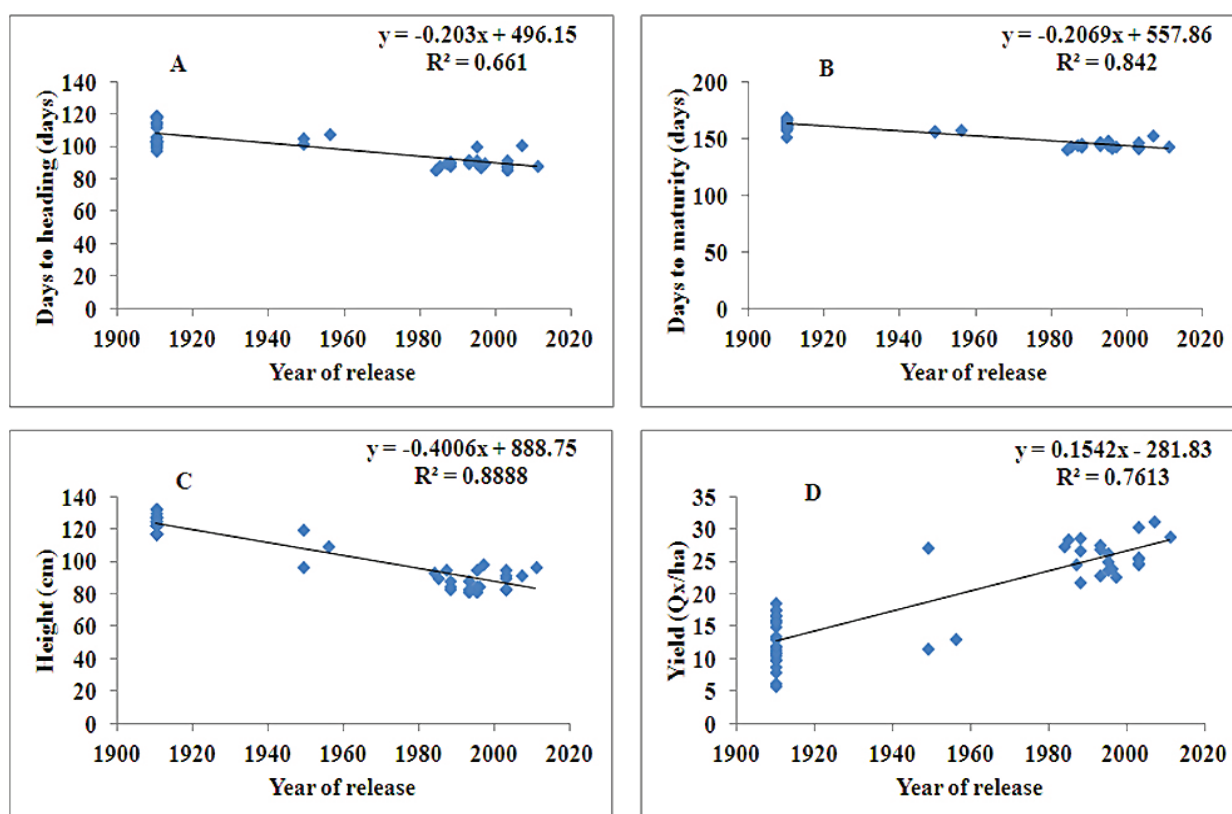 y = -0.203x + 496.15
R² = 0.661
A
140
120
100
80
60
40
20
0
Days to heading (days)
1900 1920 1940 1960 1980 2000 2020
Year of release
y = -0.2069x + 557.86
R² = 0.842
B
200
150
100
50
0
Days to maturity (days)
1900 1920 1940 1960 1980 2000 2020
Year of release
y = -0.4006x + 888.75
R² = 0.8888
C
140
120
100
80
60
40
20
0
Height (cm)
1900 1920 1940 1960 1980 2000 2020
Year of release
y = 0.1542x - 281.83
R² = 0.7613
D
35
30
25
20
15
10
5
0
Yield (Qx/ha)
1900 1920 1940 1960 1980 2000 2020
Year of release